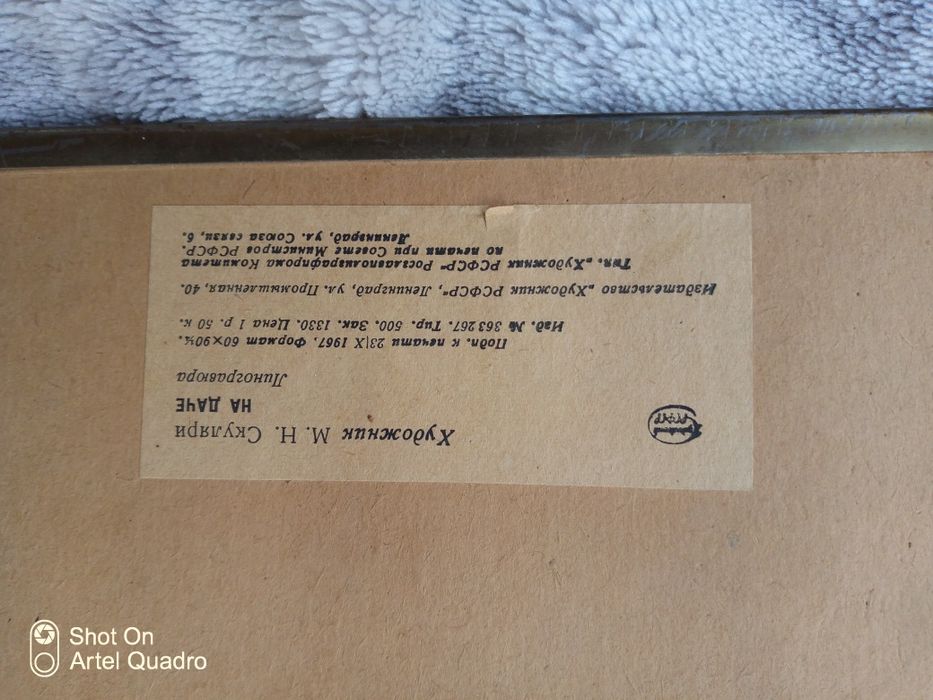 Художник М. Н. Скуляри
НА ДАЧЕ
Линогравюра
Подп. к печати 23|X 1967. Формат 60×90¼.
Изд. № 363267. Тир. 500. Зак. 1330. Цена 1 р. 50 к.
Издательство „Художник РСФСР", Ленинград, ул. Промышленная, 40.
Тип. „Художник РСФСР" Росглавполиграфпрома Комитета
по печати при Совете Министров РСФСР.
Ленинград, ул. Союза связи, 6.
Shot On
Artel Quadro